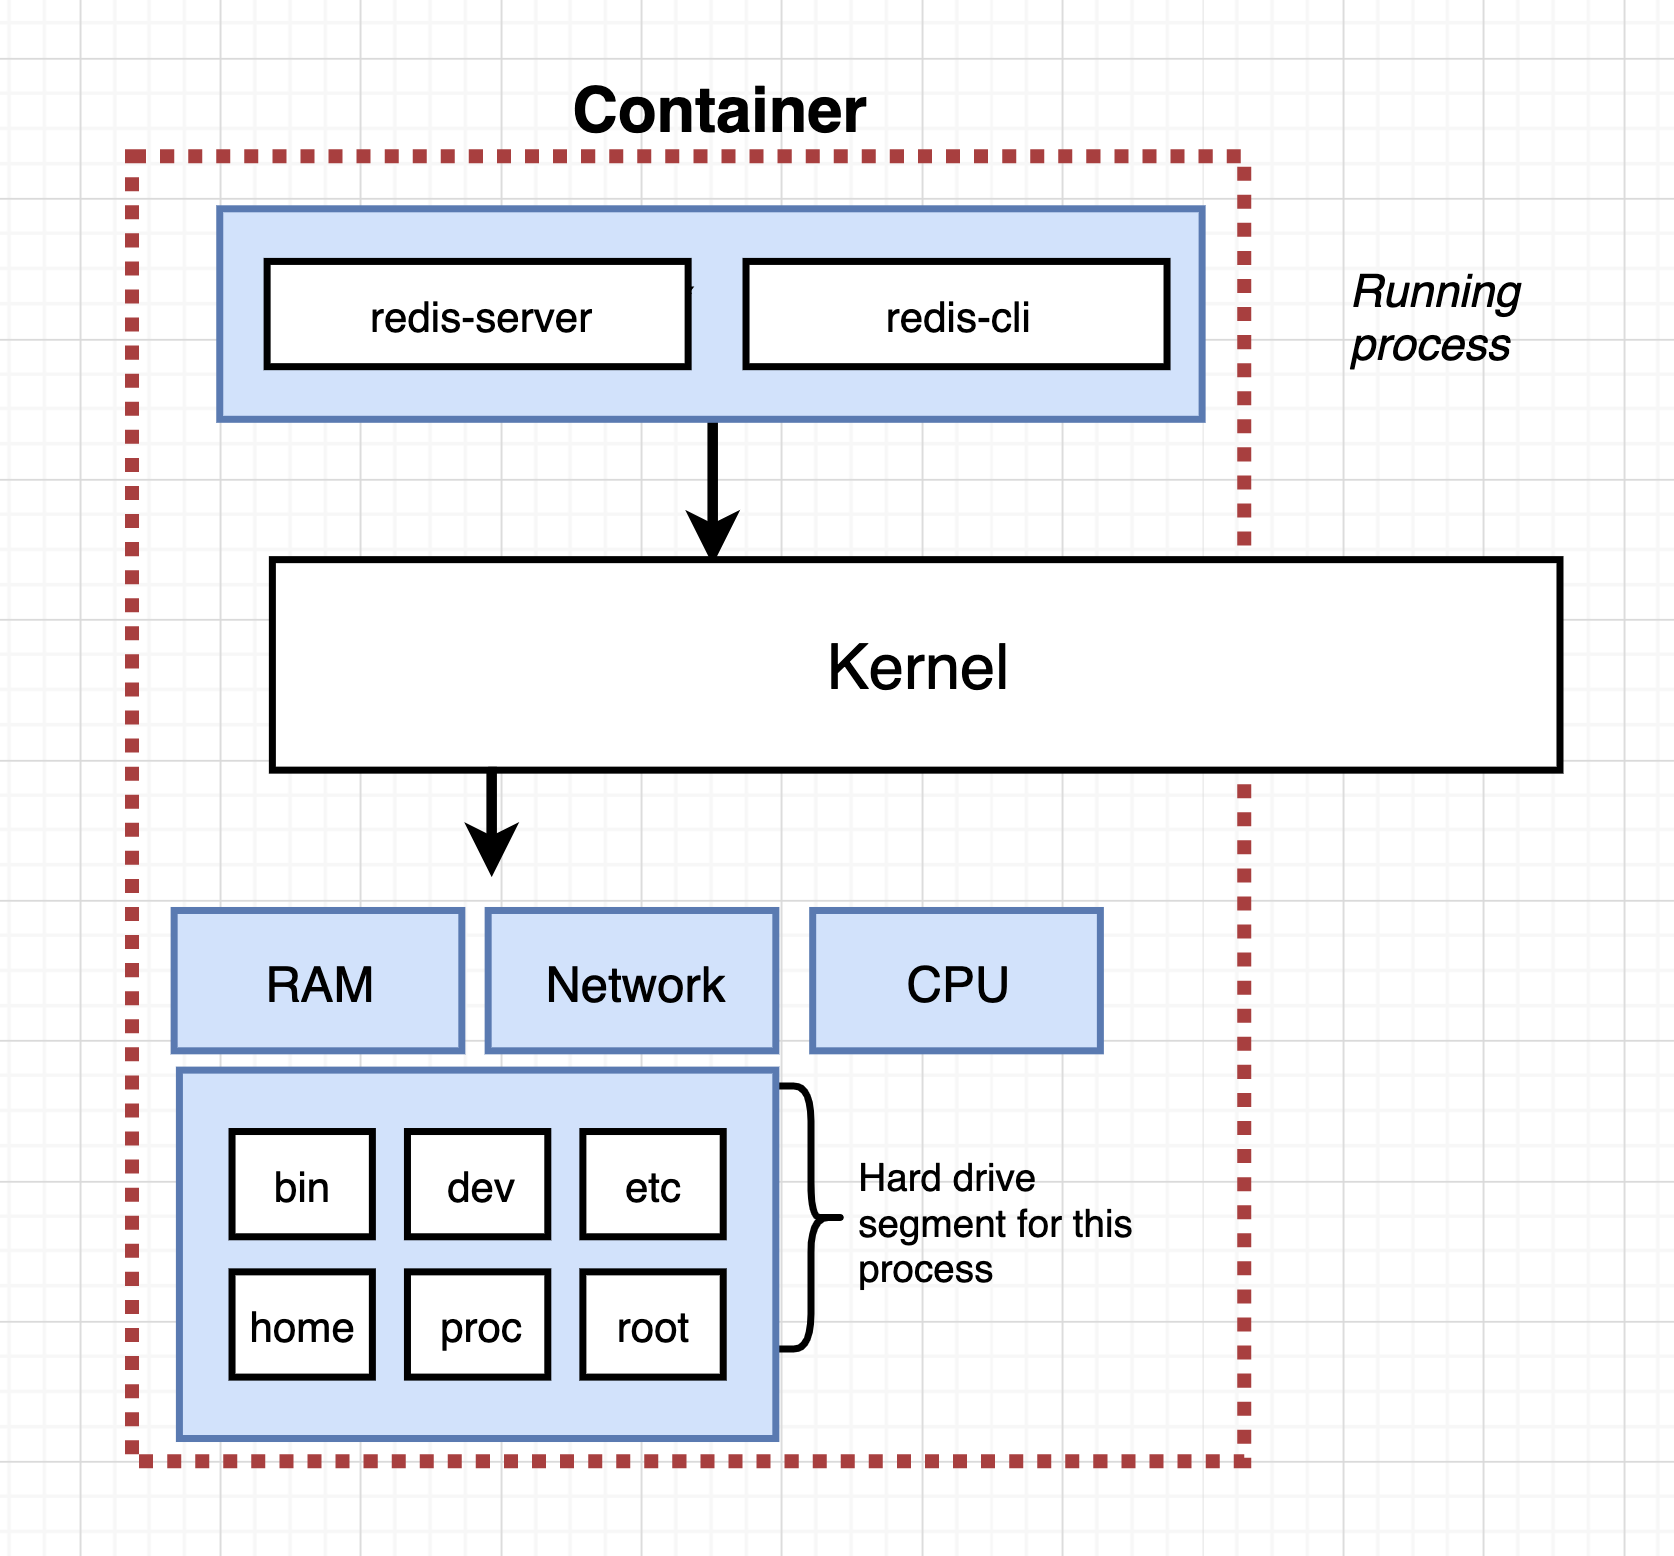 Container
redis-server
redis-cli
Running
process
Kernel
RAM
Network
CPU
bin
dev
etc
Hard drive
segment for this
process
home
proc
root